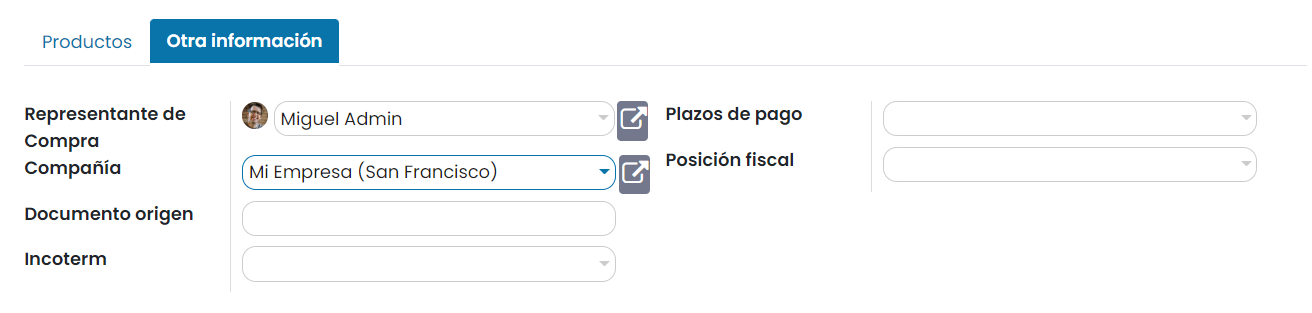 Productos
Otra información
Representante de
Compra
Miguel Admin
Compañía
Mi Empresa (San Francisco)
Documento origen
Incoterm
Plazos de pago
Posición fiscal